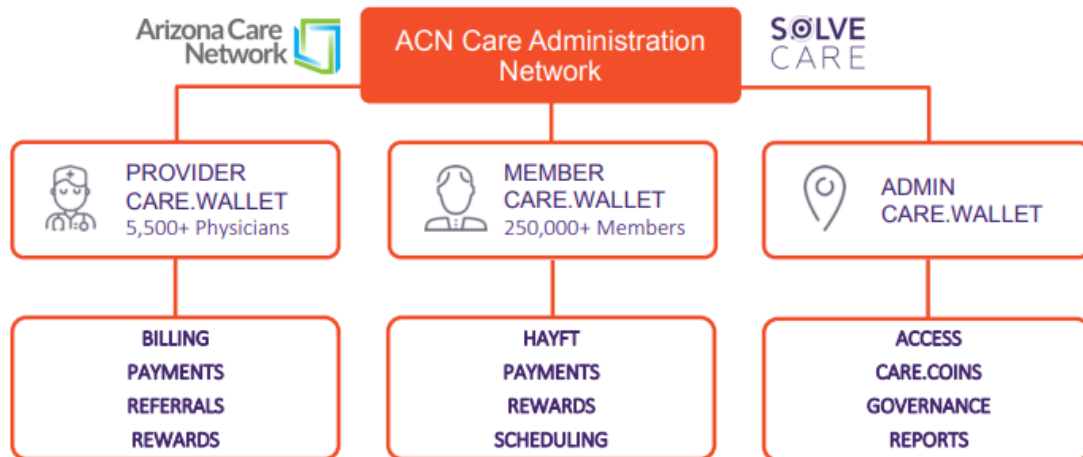 Arizona Care
Network
ACN Care Administration
Network
SØLVE
CARE
PROVIDER
CARE.WALLET
5,500+ Physicians
MEMBER
CARE.WALLET
250,000+ Members
ADMIN
CARE.WALLET
BILLING
PAYMENTS
REFERRALS
REWARDS
HAYFT
PAYMENTS
REWARDS
SCHEDULING
ACCESS
CARE.COINS
GOVERNANCE
REPORTS